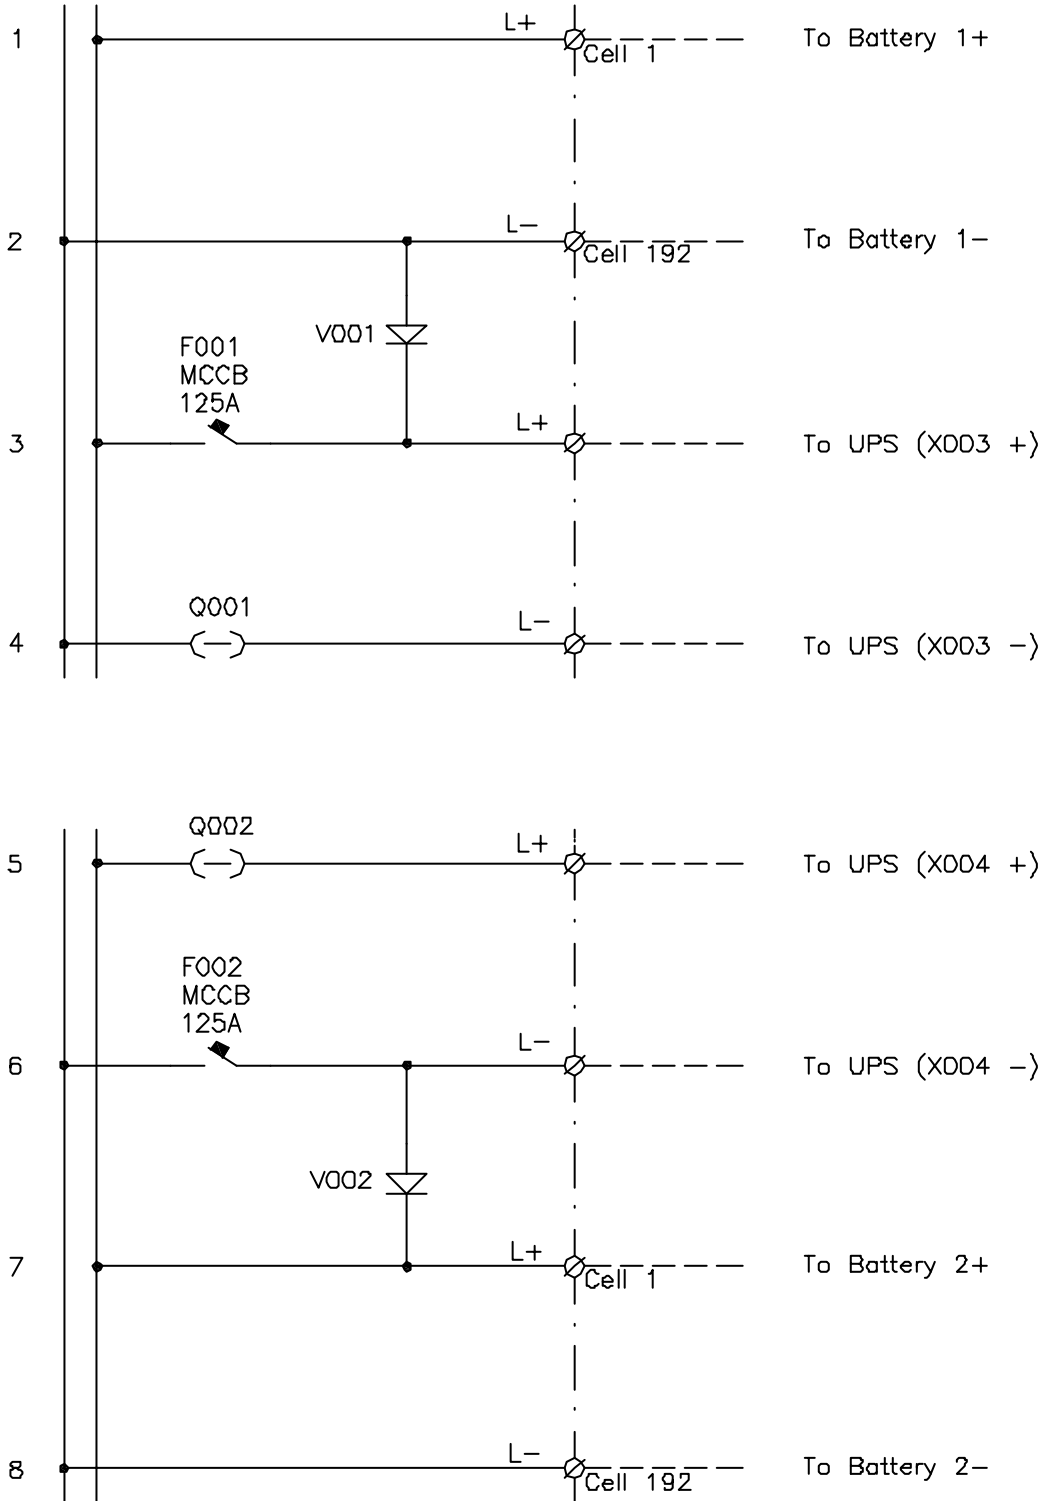 1
L+
Cell 1
To Battery 1+
2
L-
Cell 192
To Battery 1-
V001
F001
MCCB
125A
3
L+
To UPS (X003 +)
Q001
4
L-
To UPS (X003 -)
Q002
5
L+
To UPS (X004 +)
F002
MCCB
125A
6
L-
To UPS (X004 -)
V002
7
L+
Cell 1
To Battery 2+
8
L-
Cell 192
To Battery 2-